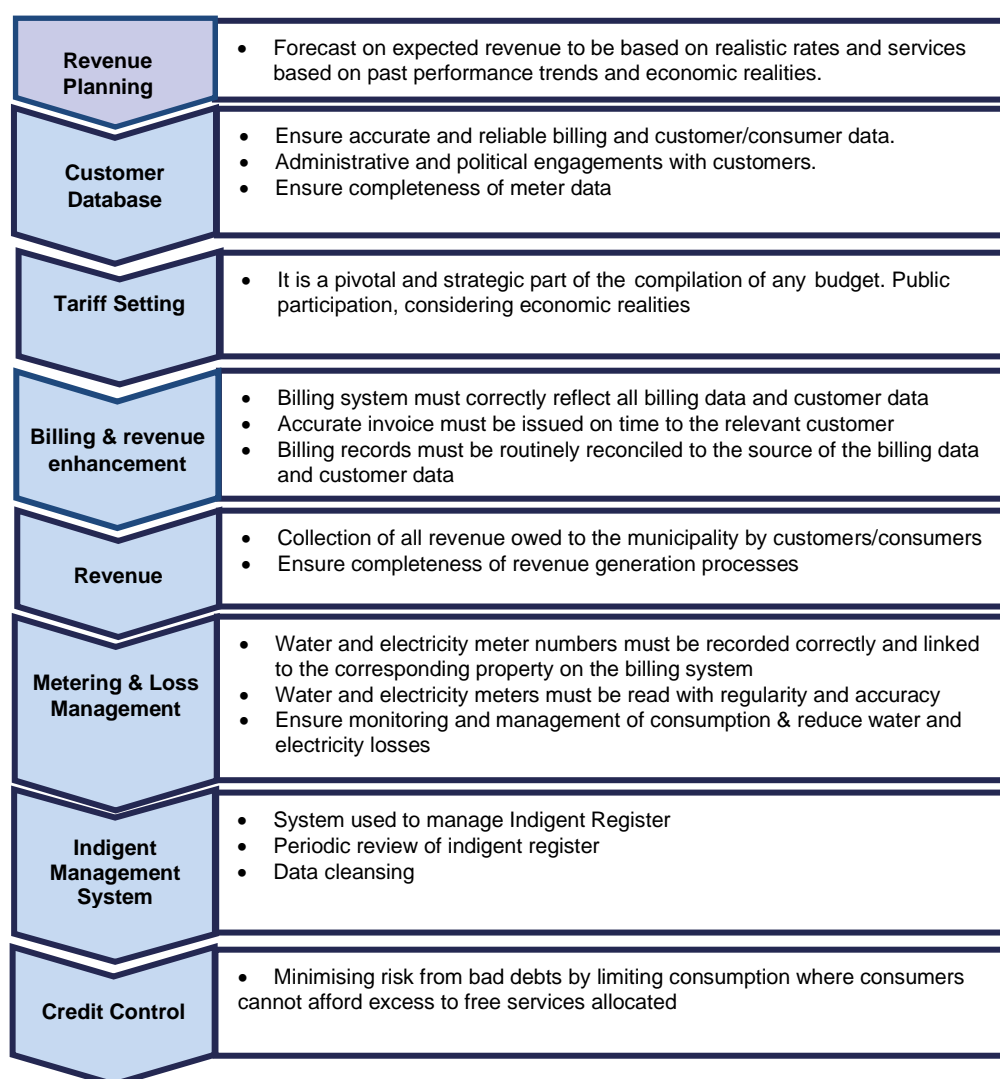 Revenue
Planning
• Forecast on expected revenue to be based on realistic rates and services
based on past performance trends and economic realities.
Customer
Database
• Ensure accurate and reliable billing and customer/consumer data.
• Administrative and political engagements with customers.
• Ensure completeness of meter data
Tariff Setting
• It is a pivotal and strategic part of the compilation of any budget. Public
participation, considering economic realities
Billing & revenue
enhancement
• Billing system must correctly reflect all billing data and customer data
• Accurate invoice must be issued on time to the relevant customer
• Billing records must be routinely reconciled to the source of the billing data
and customer data
Revenue
• Collection of all revenue owed to the municipality by customers/consumers
• Ensure completeness of revenue generation processes
Metering & Loss
Management
• Water and electricity meter numbers must be recorded correctly and linked
to the corresponding property on the billing system
• Water and electricity meters must be read with regularity and accuracy
• Ensure monitoring and management of consumption & reduce water and
electricity losses
Indigent
Management
System
• System used to manage Indigent Register
• Periodic review of indigent register
• Data cleansing
Credit Control
• Minimising risk from bad debts by limiting consumption where consumers
cannot afford excess to free services allocated